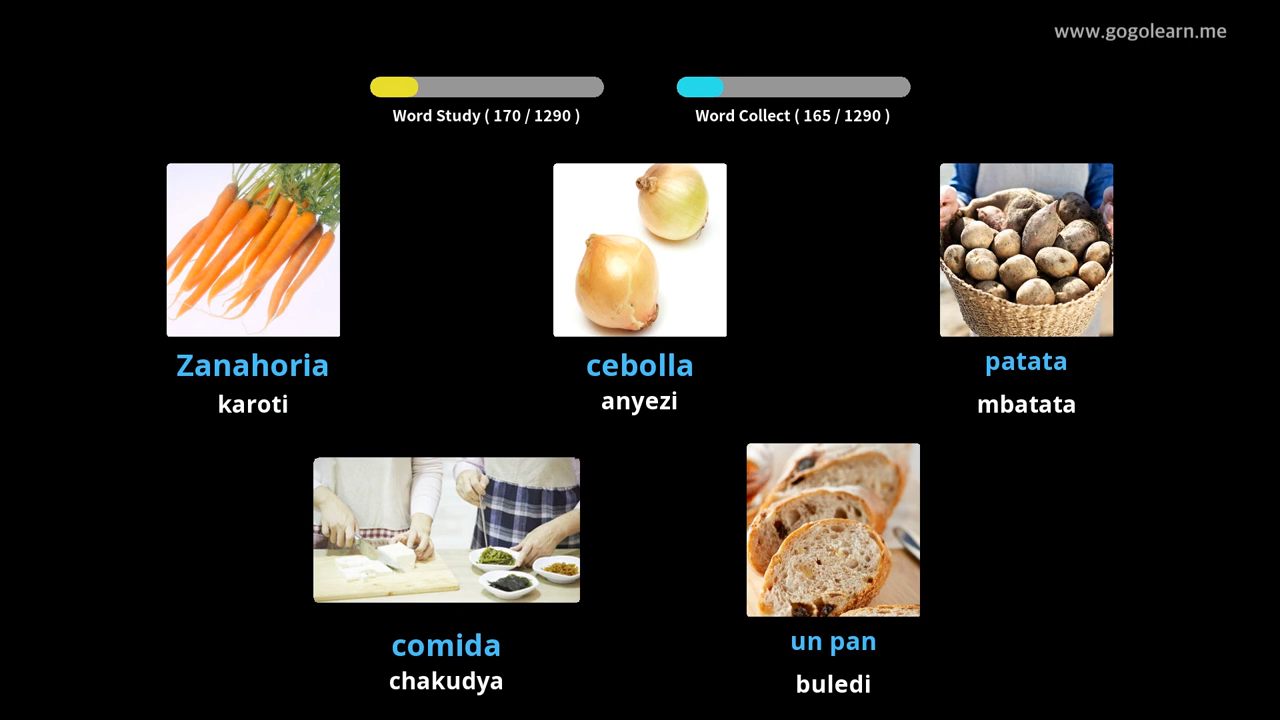 www.gogolearn.me
Word Study ( 170 / 1290 )
Word Collect ( 165 / 1290 )
Zanahoria
karoti
cebolla
anyezi
patata
mbatata
comida
chakudya
un pan
buledi